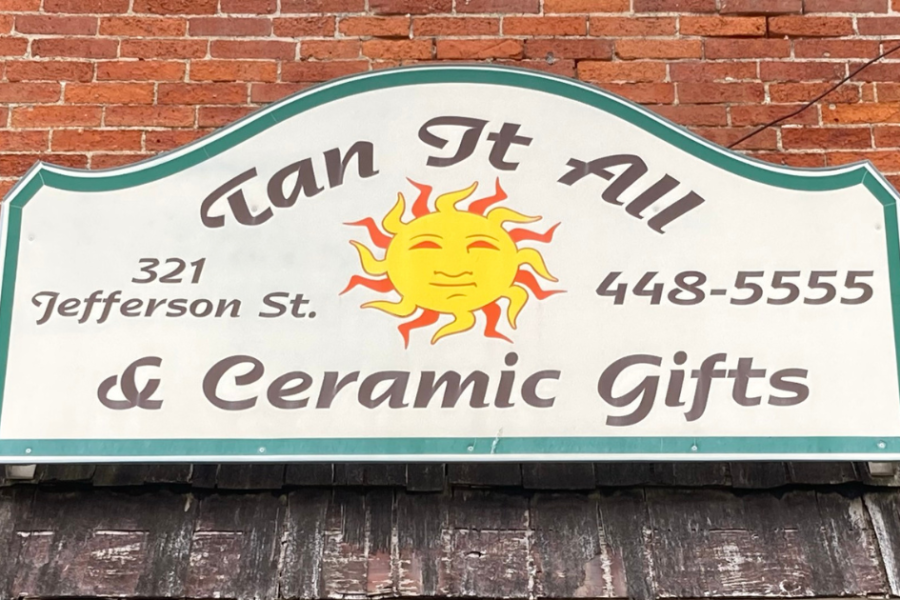 Tan It All
321
Jefferson St.
448-5555
& Ceramic Gifts